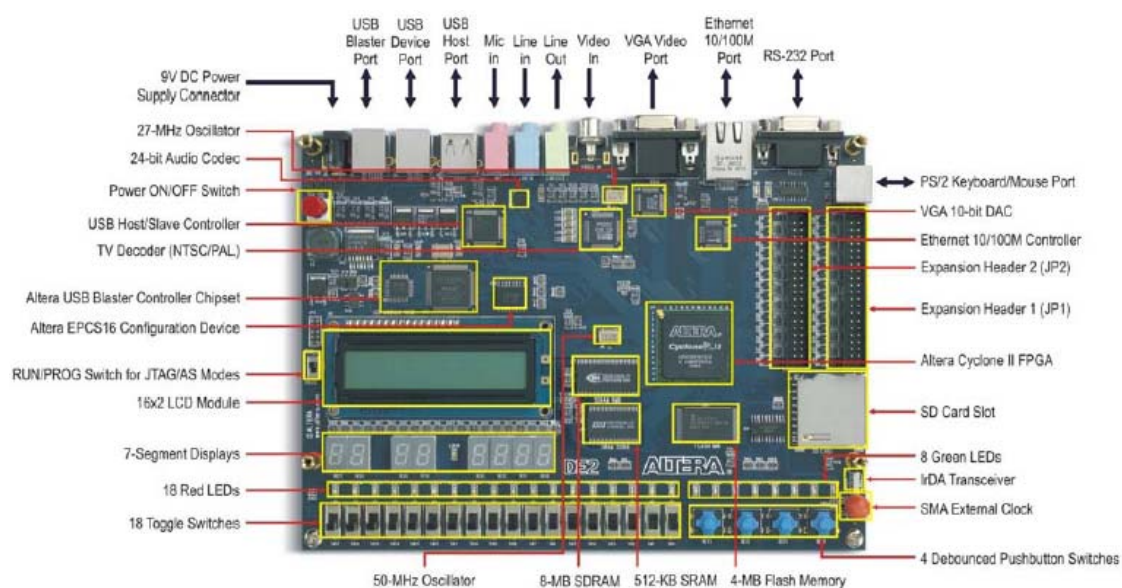 USB
Blaster
Port
USB
Device
Port
USB
Host
Port
Mic
in
Line
in
Line
Out
Video
In
VGA Video
Port
Ethernet
10/100M
Port
RS-232 Port
9V DC Power
Supply Connector
27-MHz Oscillator
24-bit Audio Codec
Power ON/OFF Switch
USB Host/Slave Controller
TV Decoder (NTSC/PAL)
Altera USB Blaster Controller Chipset
Altera EPCS16 Configuration Device
RUN/PROG Switch for JTAG/AS Modes
16x2 LCD Module
7-Segment Displays
18 Red LEDs
18 Toggle Switches
PS/2 Keyboard/Mouse Port
VGA 10-bit DAC
Ethernet 10/100M Controller
Expansion Header 2 (JP2)
Expansion Header 1 (JP1)
Altera Cyclone II FPGA
SD Card Slot
8 Green LEDs
IrDA Transceiver
SMA External Clock
4 Debounced Pushbutton Switches
ALTERA
Cyclone II
DE2
ALTERA
50-MHz Oscillator
8-MB SDRAM
512-KB SRAM
4-MB Flash Memory